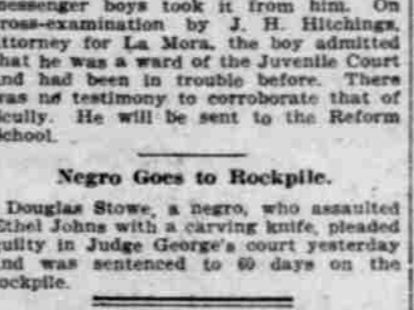 messenger boys took it from him. On
cross-examination by J. H. Hitchings,
attorney for La Mora, the boy admitted
that he was a ward of the Juvenile Court
and had been in trouble before. There
was no testimony to corroborate that of
Scully. He will be sent to the Reform
School.
Negro Goes to Rockpile.
Douglas Stowe, a negro, who assaulted
Ethel Johns with a carving knife, pleaded
guilty in Judge George's court yesterday
and was sentenced to 60 days on the
rockpile.